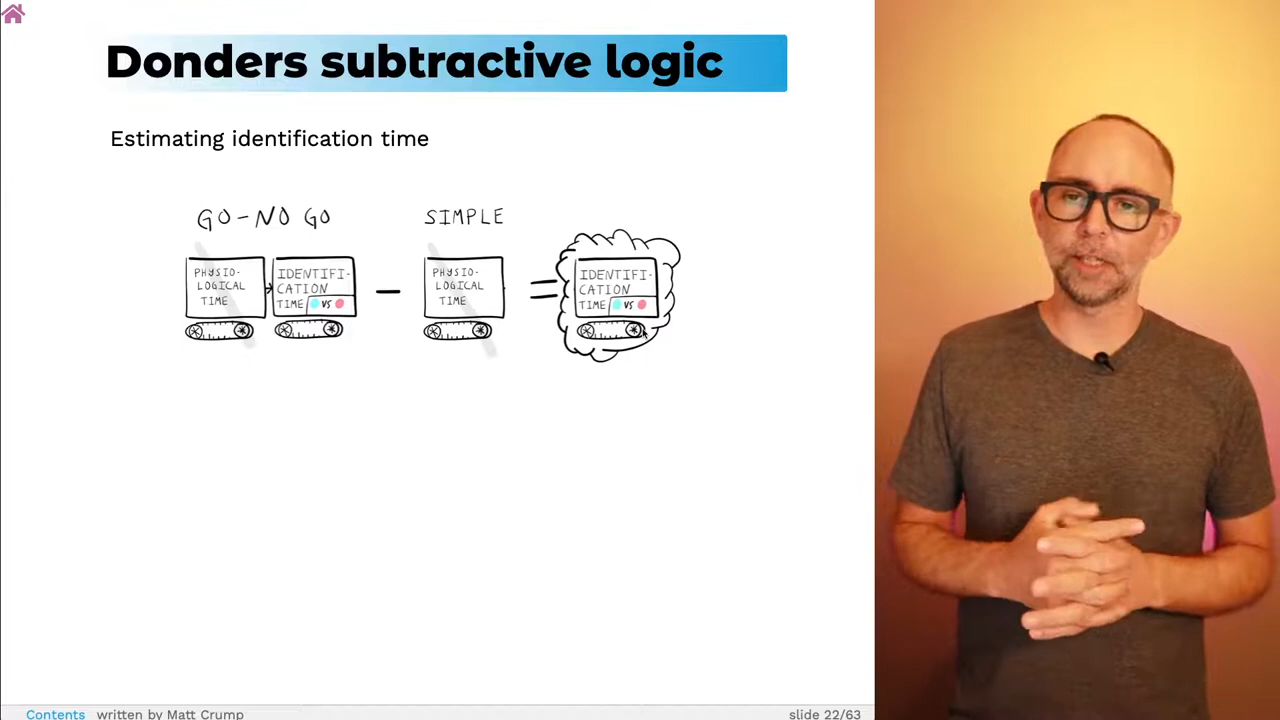 Donders subtractive logic
Estimating identification time
GO-NO GO
SIMPLE
PHYSIO-
LOGICAL
TIME
IDENTIFI-
CATION
TIME VS
PHYSIO-
LOGICAL
TIME
IDENTIFI-
CATION
TIME VS
Contents written by Matt Crump
slide 22/63